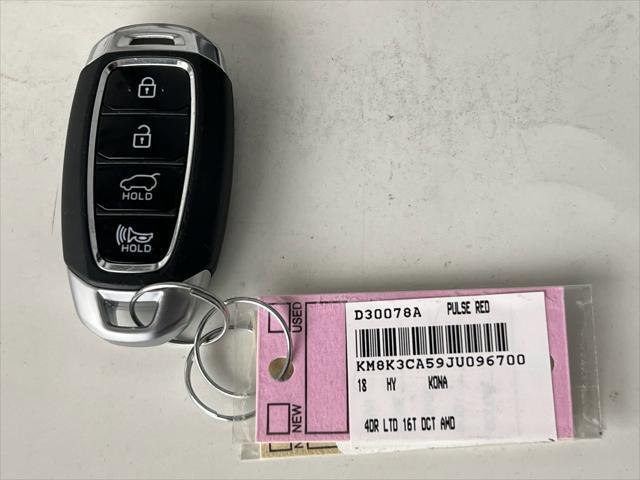 HOLD
HOLD
D30078A PULSE RED
KM8K3CA59JU096700
18 HY KONA
4DR LTD 16T DCT AWD
USED
NEW